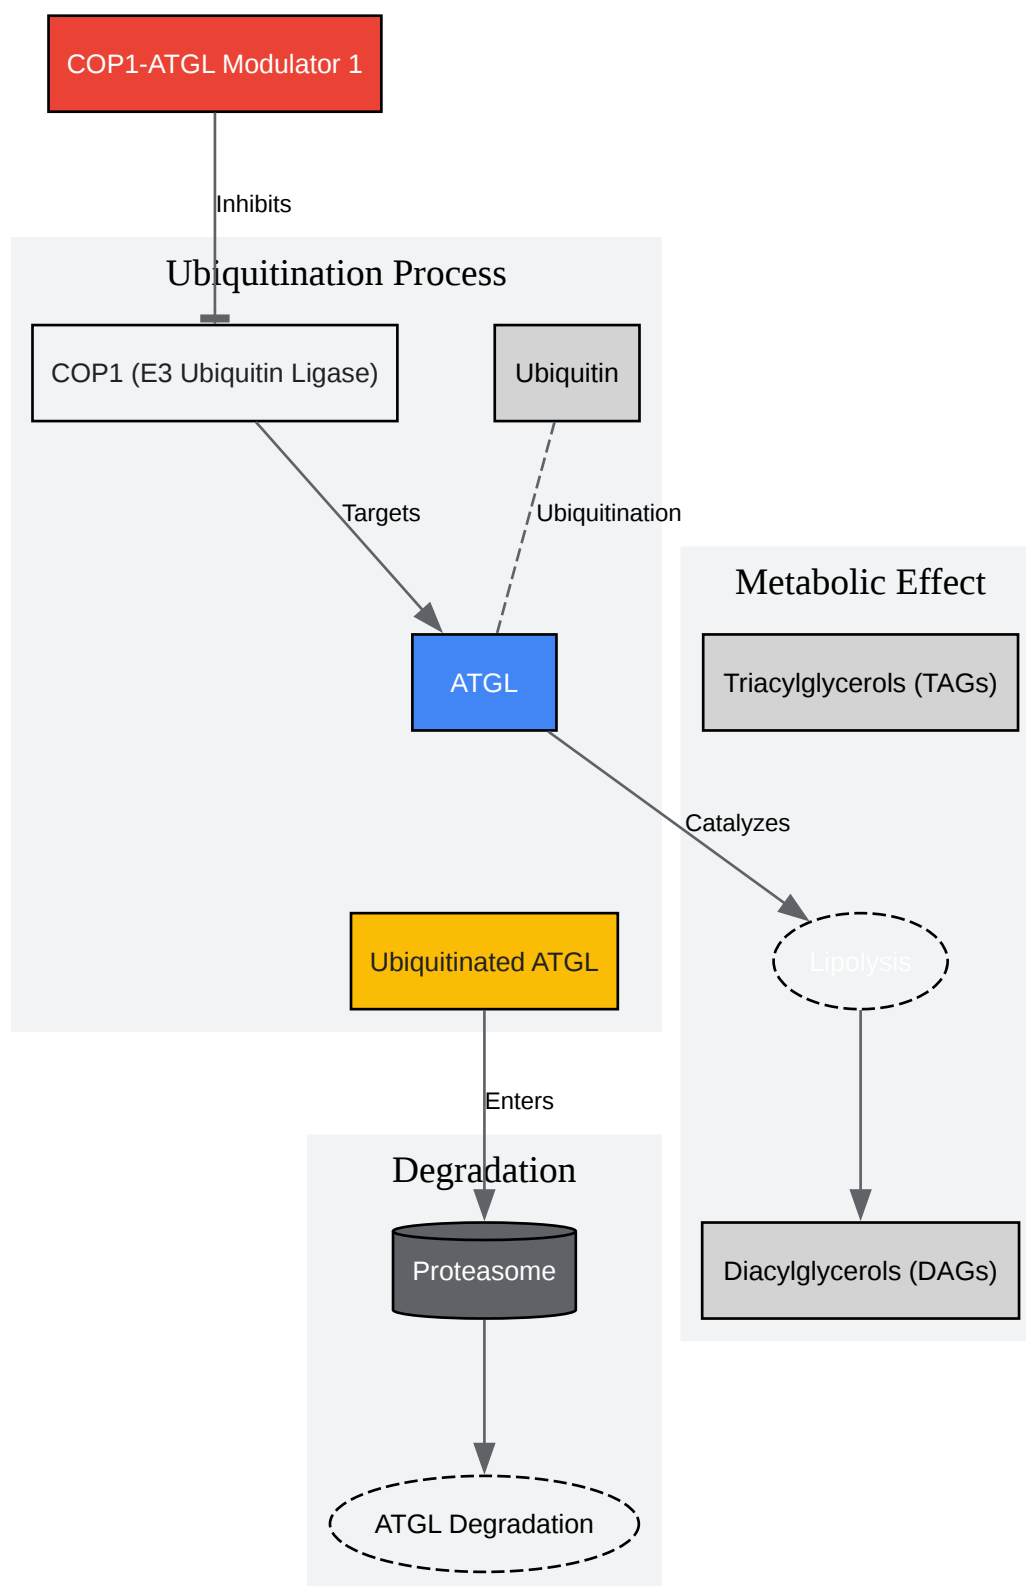 COP1-ATGL Modulator 1
Inhibits
Ubiquitination Process
COP1 (E3 Ubiquitin Ligase)
Ubiquitin
Targets
Ubiquitination
Metabolic Effect
ATGL
Triacylglycerols (TAGs)
Catalyzes
Ubiquitinated ATGL
Lipolysis
Enters
Degradation
Proteasome
Diacylglycerols (DAGs)
ATGL Degradation